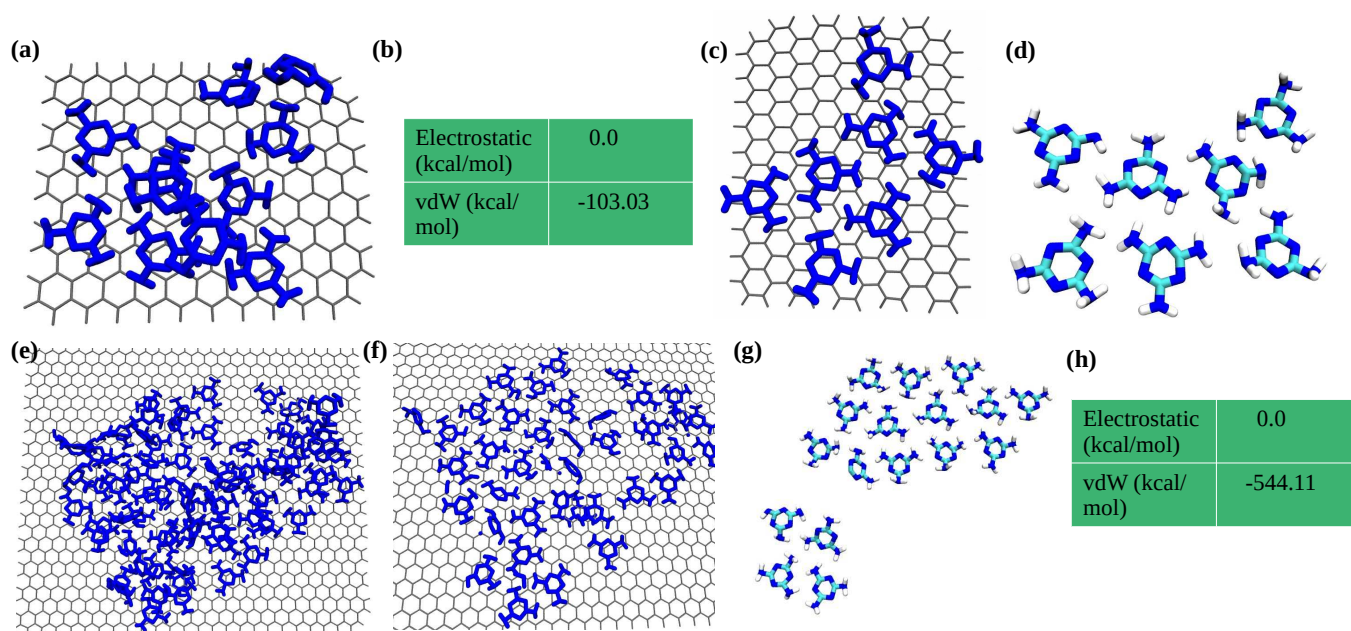 (a)
(b)
Electrostatic
(kcal/mol)
0.0
vdW (kcal/
mol)
-103.03
(c)
(d)
(e)
(f)
(g)
(h)
Electrostatic
(kcal/mol)
0.0
vdW (kcal/
mol)
-544.11